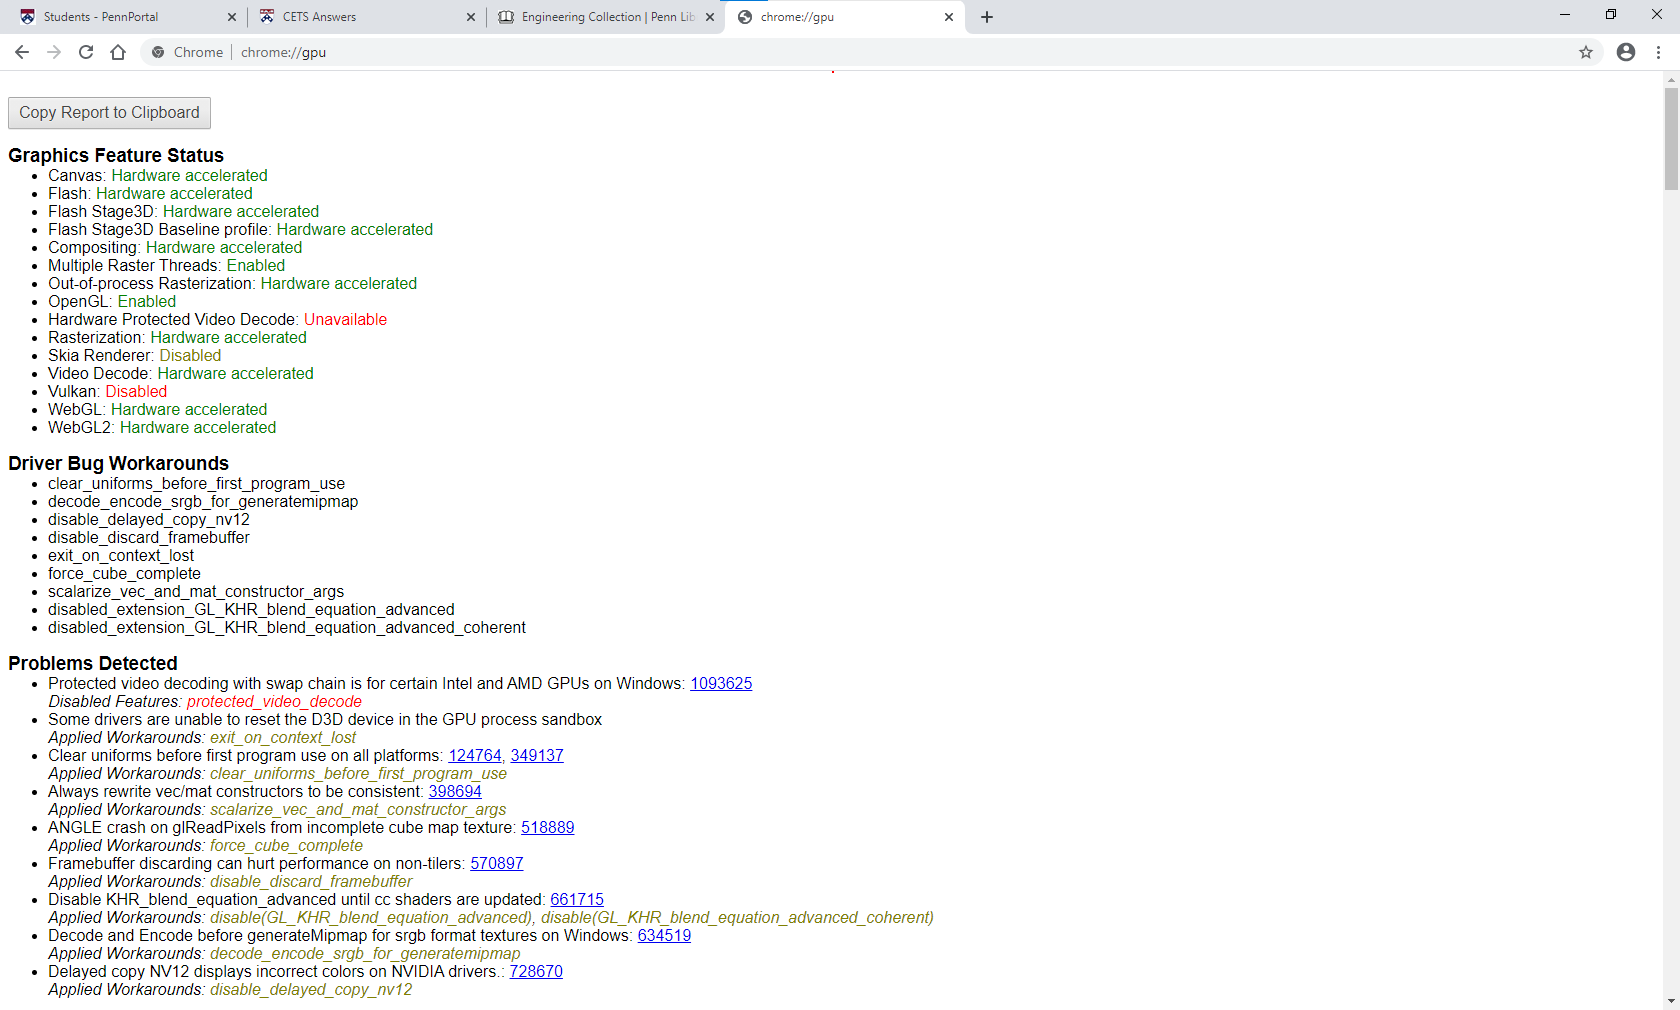 Students - PennPortal
CETS Answers
Engineering Collection | Penn Lib
chrome://gpu
Chrome | chrome://gpu
Copy Report to Clipboard
Graphics Feature Status
• Canvas: Hardware accelerated
• Flash: Hardware accelerated
• Flash Stage3D: Hardware accelerated
• Flash Stage3D Baseline profile: Hardware accelerated
• Compositing: Hardware accelerated
• Multiple Raster Threads: Enabled
• Out-of-process Rasterization: Hardware accelerated
• OpenGL: Enabled
• Hardware Protected Video Decode: Unavailable
• Rasterization: Hardware accelerated
• Skia Renderer: Disabled
• Video Decode: Hardware accelerated
• Vulkan: Disabled
• WebGL: Hardware accelerated
• WebGL2: Hardware accelerated
Driver Bug Workarounds
• clear_uniforms_before_first_program_use
• decode_encode_srgb_for_generatemipmap
• disable_delayed_copy_nv12
• disable_discard_framebuffer
• exit_on_context_lost
• force_cube_complete
• scalarize_vec_and_mat_constructor_args
• disabled_extension_GL_KHR_blend_equation_advanced
• disabled_extension_GL_KHR_blend_equation_advanced_coherent
Problems Detected
• Protected video decoding with swap chain is for certain Intel and AMD GPUs on Windows: 1093625
Disabled Features: protected_video_decode
• Some drivers are unable to reset the D3D device in the GPU process sandbox
Applied Workarounds: exit_on_context_lost
• Clear uniforms before first program use on all platforms: 124764, 349137
Applied Workarounds: clear_uniforms_before_first_program_use
• Always rewrite vec/mat constructors to be consistent: 398694
Applied Workarounds: scalarize_vec_and_mat_constructor_args
• ANGLE crash on glReadPixels from incomplete cube map texture: 518889
Applied Workarounds: force_cube_complete
• Framebuffer discarding can hurt performance on non-tilers: 570897
Applied Workarounds: disable_discard_framebuffer
• Disable KHR_blend_equation_advanced until cc shaders are updated: 661715
Applied Workarounds: disable(GL_KHR_blend_equation_advanced), disable(GL_KHR_blend_equation_advanced_coherent)
• Decode and Encode before generateMipmap for srgb format textures on Windows: 634519
Applied Workarounds: decode_encode_srgb_for_generatemipmap
• Delayed copy NV12 displays incorrect colors on NVIDIA drivers.: 728670
Applied Workarounds: disable_delayed_copy_nv12